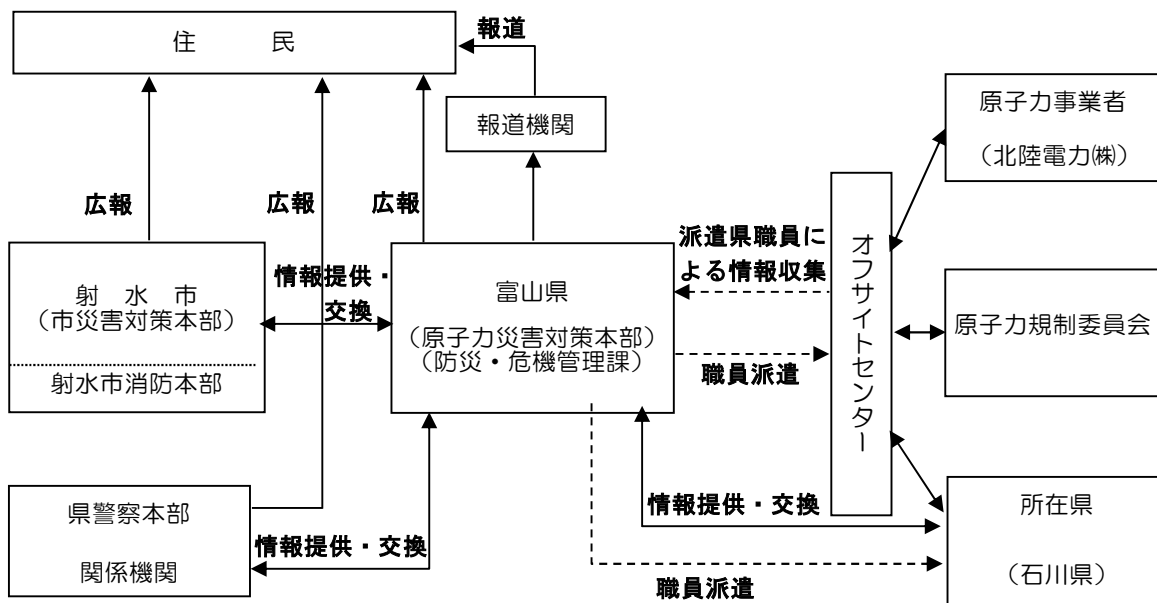 住　　　民
報道
報道機関
原子力事業者
（北陸電力㈱）
広報
広報
広報
派遣県職員に
よる情報収集
オフサイトセンター
射　水　市
（市災害対策本部）
射水市消防本部
情報提供・
交換
富山県
（原子力災害対策本部）
（防災・危機管理課）
原子力規制委員会
職員派遣
県警察本部
関係機関
情報提供・交換
情報提供・交換
所在県
（石川県）
職員派遣